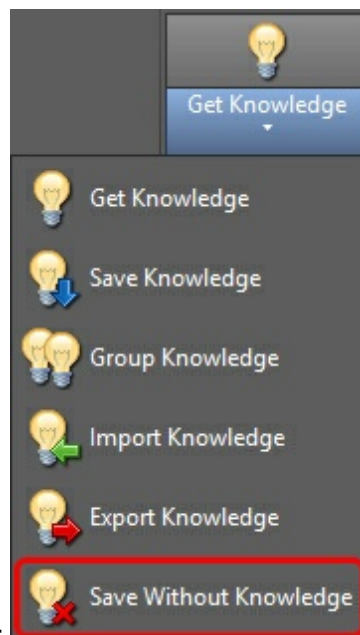 Get Knowledge
Get Knowledge
Save Knowledge
Group Knowledge
Import Knowledge
Export Knowledge
Save Without Knowledge